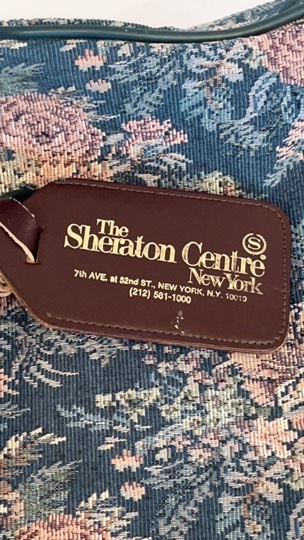 The
Sheraton Centre
New York
7th AVE. at 52nd ST., NEW YORK, N.Y. 10019
(212) 581-1000
S